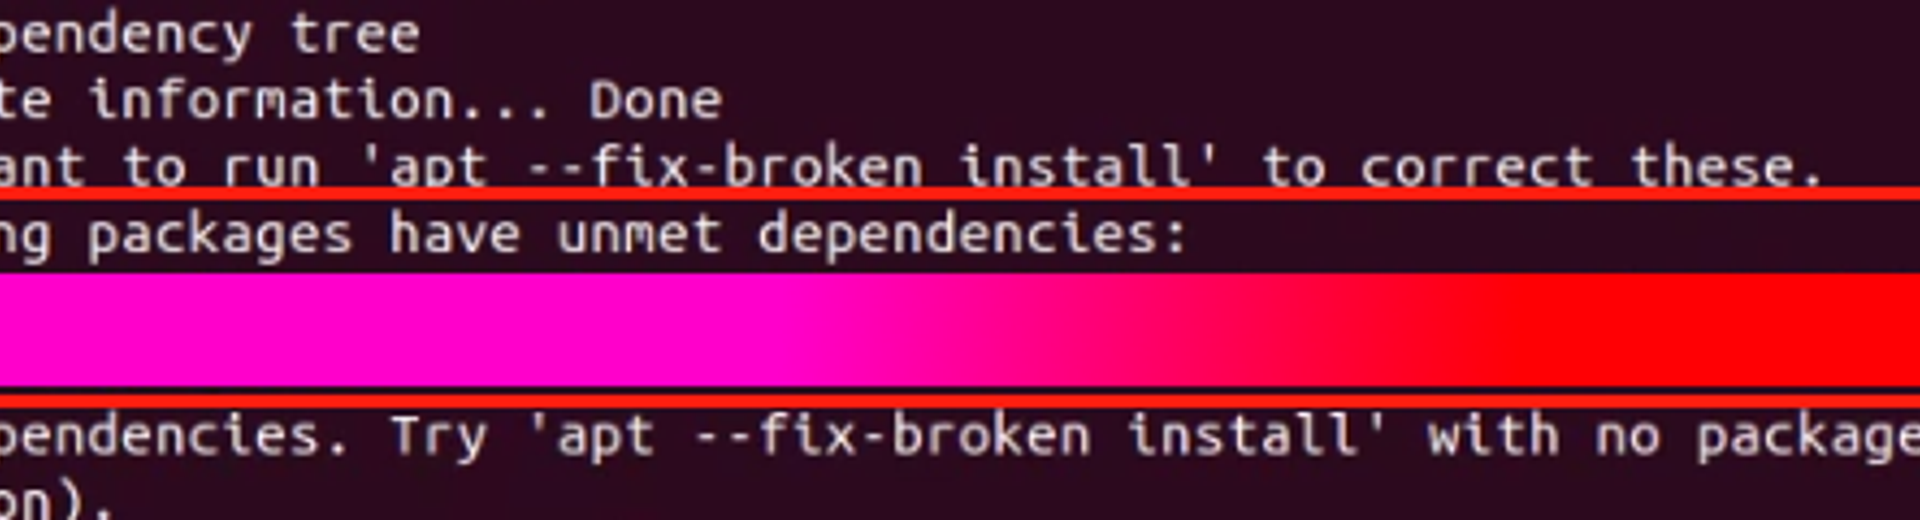 pendency tree
te information... Done
ant to run 'apt --fix-broken install' to correct these.
ng packages have unmet dependencies:
pendencies. Try 'apt --fix-broken install' with no package
on).